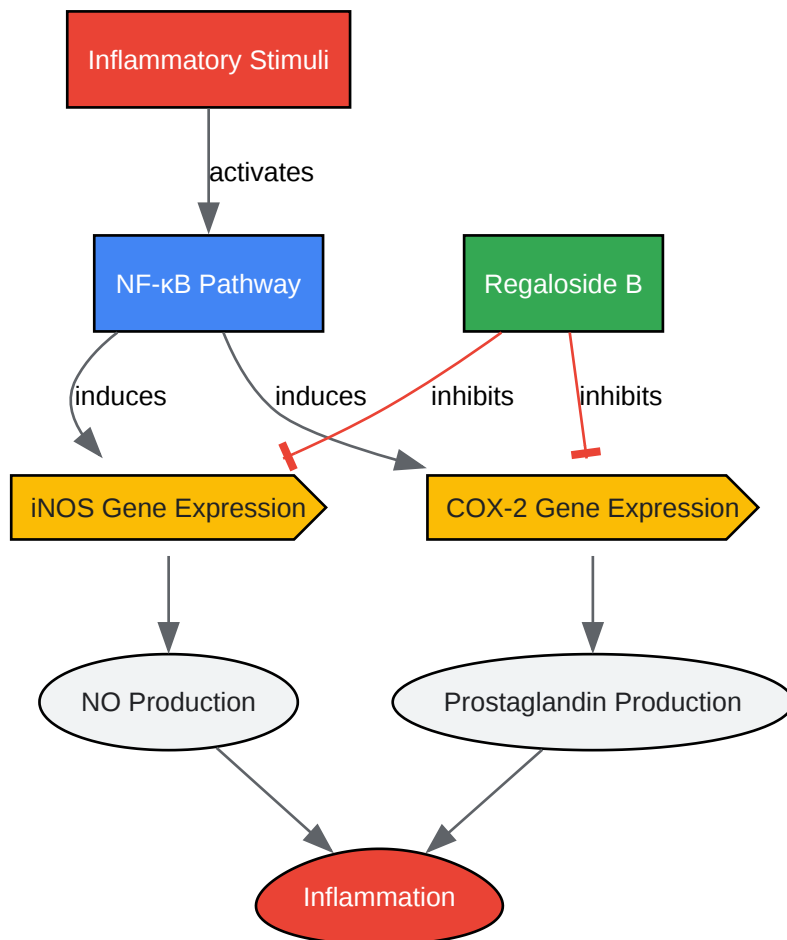 Inflammatory Stimuli
activates
NF-κB Pathway
Regaloside B
induces
induces
inhibits
inhibits
iNOS Gene Expression
COX-2 Gene Expression
NO Production
Prostaglandin Production
Inflammation